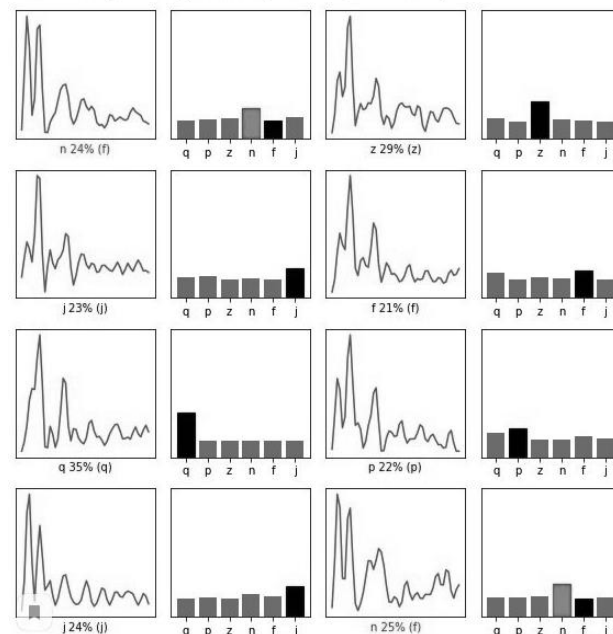 n 24% (f)
q p z n f j
z 29% (z)
q p z n f j
j 23% (j)
q p z n f j
f 21% (f)
q p z n f j
q 35% (q)
q p z n f j
p 22% (p)
q p z n f j
j 24% (j)
q p z n f j
n 25% (f)
q p z n f j